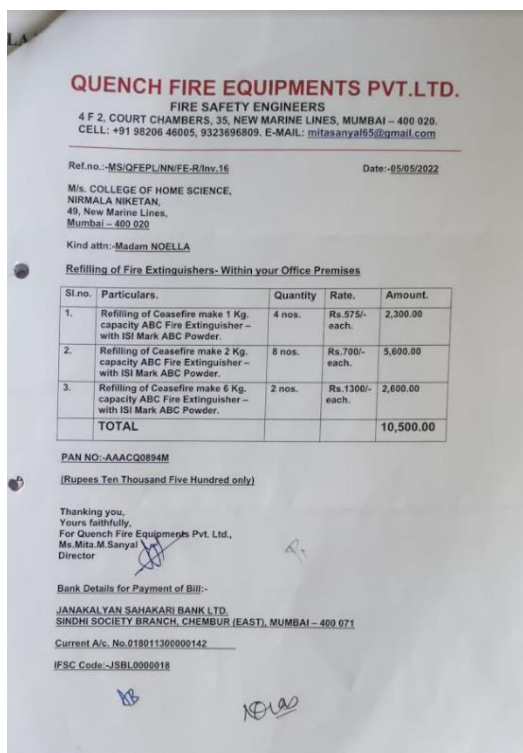 QUENCH FIRE EQUIPMENTS PVT.LTD.
FIRE SAFETY ENGINEERS
4 F 2, COURT CHAMBERS, 35, NEW MARINE LINES, MUMBAI – 400 020.
CELL: +91 98206 46005, 9323696809. E-MAIL: mitasanyal65@gmail.com
Ref.no.:-MS/QFEPL/NN/FE-R/Inv.16 Date:-05/05/2022
M/s. COLLEGE OF HOME SCIENCE,
NIRMALA NIKETAN,
49, New Marine Lines,
Mumbai – 400 020
Kind attn:-Madam NOELLA
Refilling of Fire Extinguishers- Within your Office Premises
Sl.no. Particulars. Quantity Rate. Amount.
1. Refilling of Ceasefire make 1 Kg. 4 nos. Rs.575/- 2,300.00
capacity ABC Fire Extinguisher – each.
with ISI Mark ABC Powder.
2. Refilling of Ceasefire make 2 Kg. 8 nos. Rs.700/- 5,600.00
capacity ABC Fire Extinguisher – each.
with ISI Mark ABC Powder.
3. Refilling of Ceasefire make 6 Kg. 2 nos. Rs.1300/- 2,600.00
capacity ABC Fire Extinguisher – each.
with ISI Mark ABC Powder.
TOTAL 10,500.00
PAN NO:-AAACQ0894M
(Rupees Ten Thousand Five Hundred only)
Thanking you,
Yours faithfully,
For Quench Fire Equipments Pvt. Ltd.,
Ms.Mita.M.Sanyal
Director
Bank Details for Payment of Bill:-
JANAKALYAN SAHAKARI BANK LTD.
SINDHI SOCIETY BRANCH, CHEMBUR (EAST), MUMBAI – 400 071
Current A/c. No.018011300000142
IFSC Code:-JSBL0000018